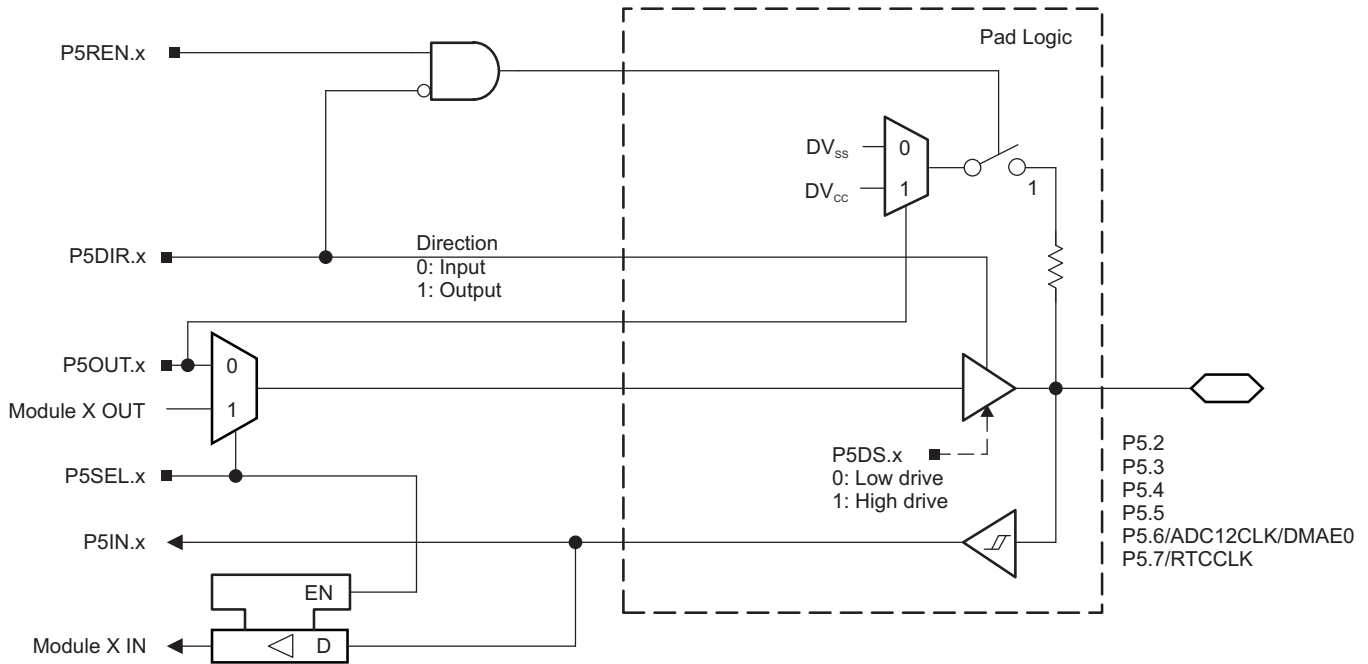 Pad Logic
P5REN.x
DVSS
0
DVCC
1
1
P5DIR.x
Direction
0: Input
1: Output
P5OUT.x
0
Module X OUT
1
P5SEL.x
P5DS.x
0: Low drive
1: High drive
P5.2
P5.3
P5.4
P5.5
P5.6/ADC12CLK/DMAE0
P5.7/RTCCLK
P5IN.x
EN
Module X IN
D